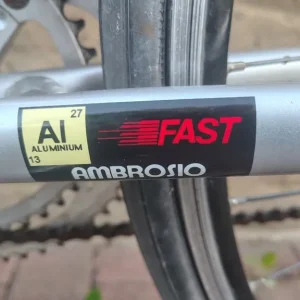 27
Al
ALUMINIUM
13
FAST
AMBROSIO